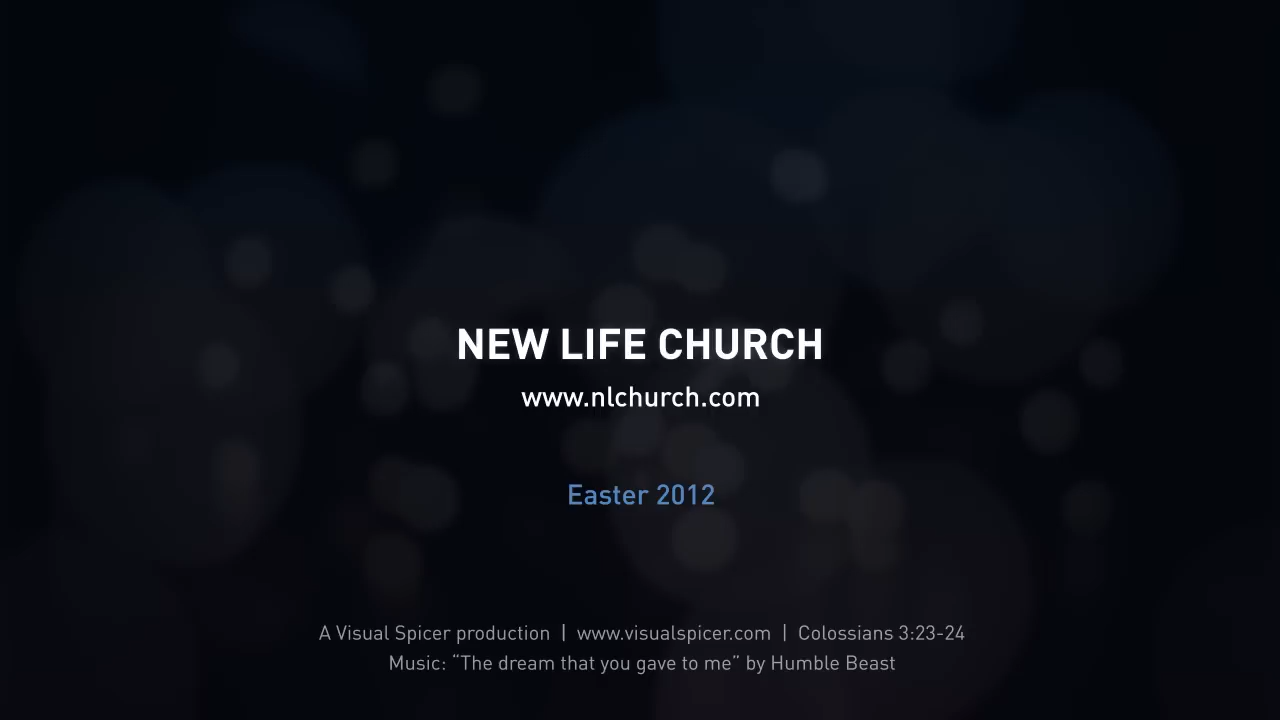 NEW LIFE CHURCH
www.nlchurch.com
Easter 2012
A Visual Spicer production | www.visualspicer.com | Colossians 3:23-24
Music: “The dream that you gave to me” by Humble Beast